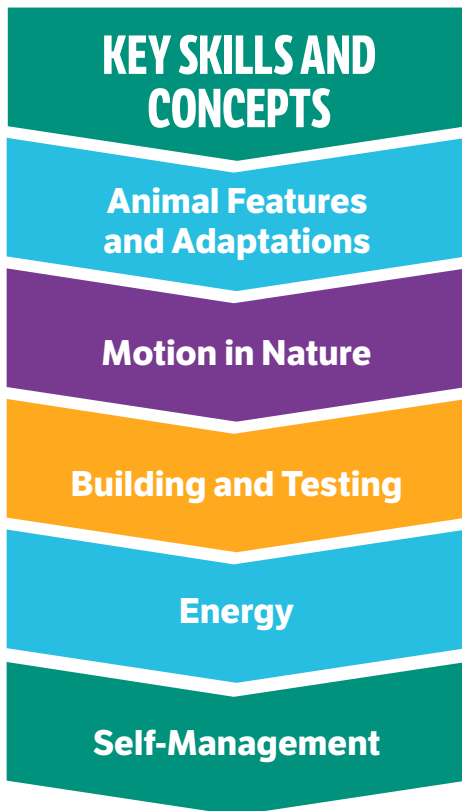 KEY SKILLS AND
CONCEPTS
Animal Features
and Adaptations
Motion in Nature
Building and Testing
Energy
Self-Management